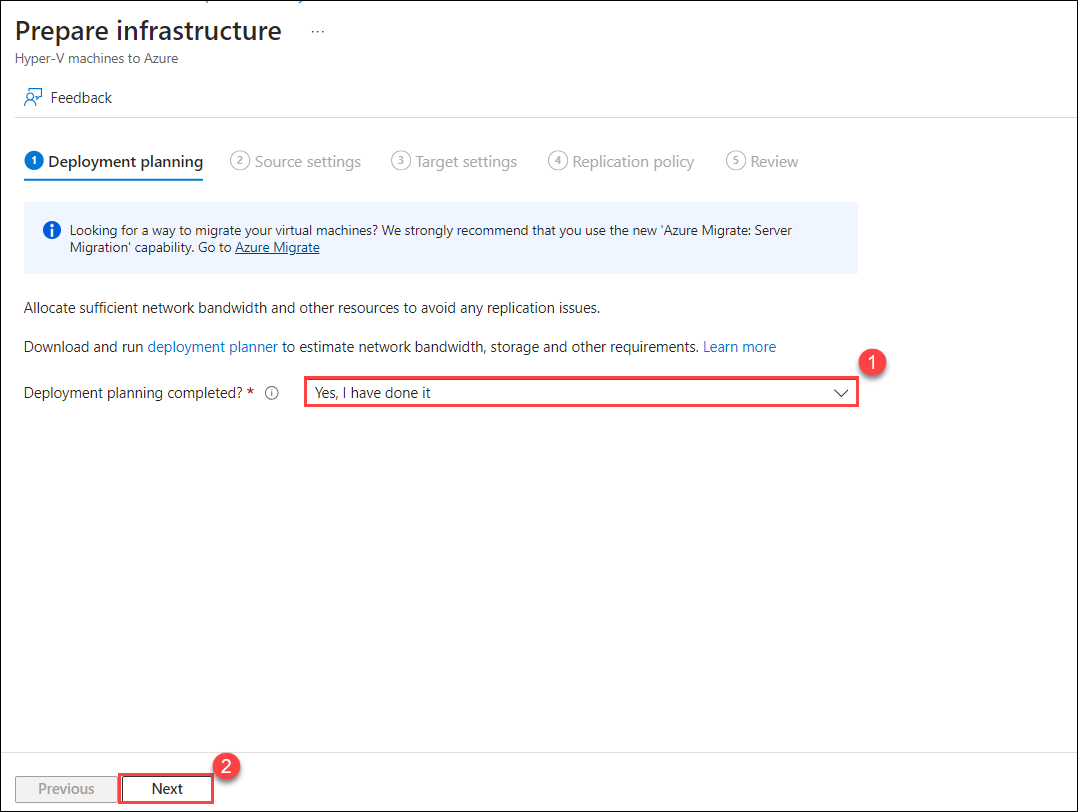 Prepare infrastructure ...
Hyper-V machines to Azure
Feedback
1 Deployment planning 2 Source settings 3 Target settings 4 Replication policy 5 Review
Looking for a way to migrate your virtual machines? We strongly recommend that you use the new 'Azure Migrate: Server
Migration' capability. Go to Azure Migrate
Allocate sufficient network bandwidth and other resources to avoid any replication issues.
Download and run deployment planner to estimate network bandwidth, storage and other requirements. Learn more
1
Deployment planning completed? * Yes, I have done it
2
Previous Next